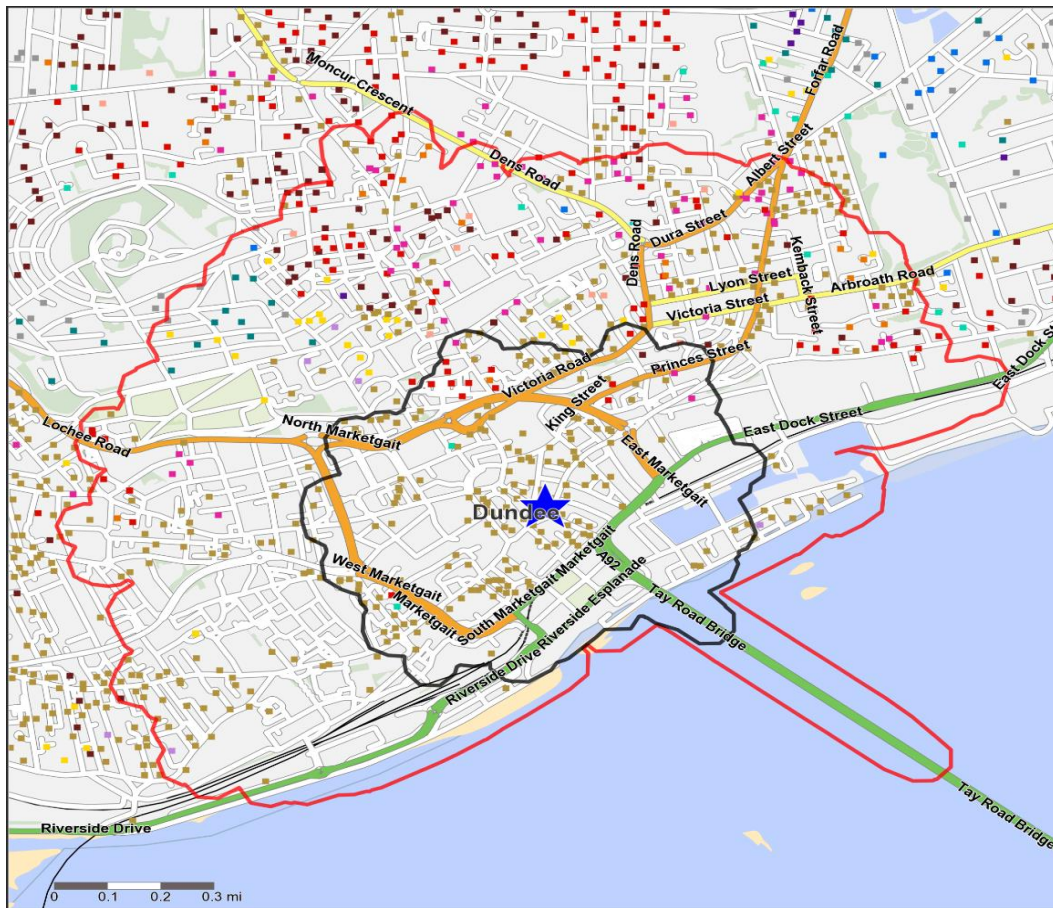 Forfar Road
Moncur Crescent
Albert Street
Dens Road
Dura Street
Dens Road
Kemback Street
Lyon Street
Arbroath Road
Victoria Street
East Dock St
Princes Street
Victoria Road
King Street
East Dock Street
North Marketgait
Lochee Road
East Marketgait
Dundee
West Marketgait
Marketgait
South Marketgait Marketgait
A92
Riverside Esplanade
Tay Road Bridge
Riverside Drive
Tay Road Bridge
Riverside Drive
0 0.1 0.2 0.3 mi